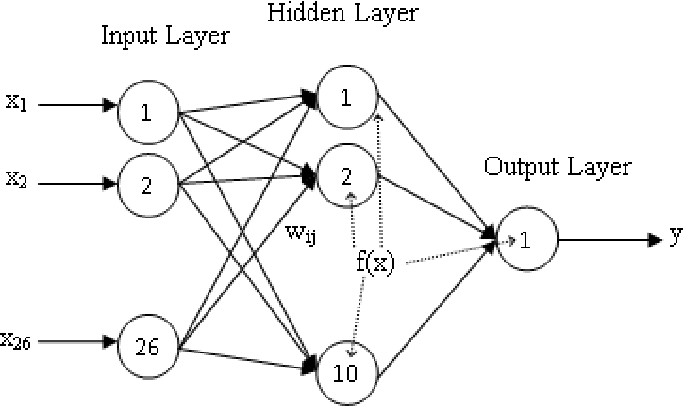 Hidden Layer
Input Layer
x1
1
1
x2
2
2
Output Layer
wij
1
y
f(x)
x26
26
10